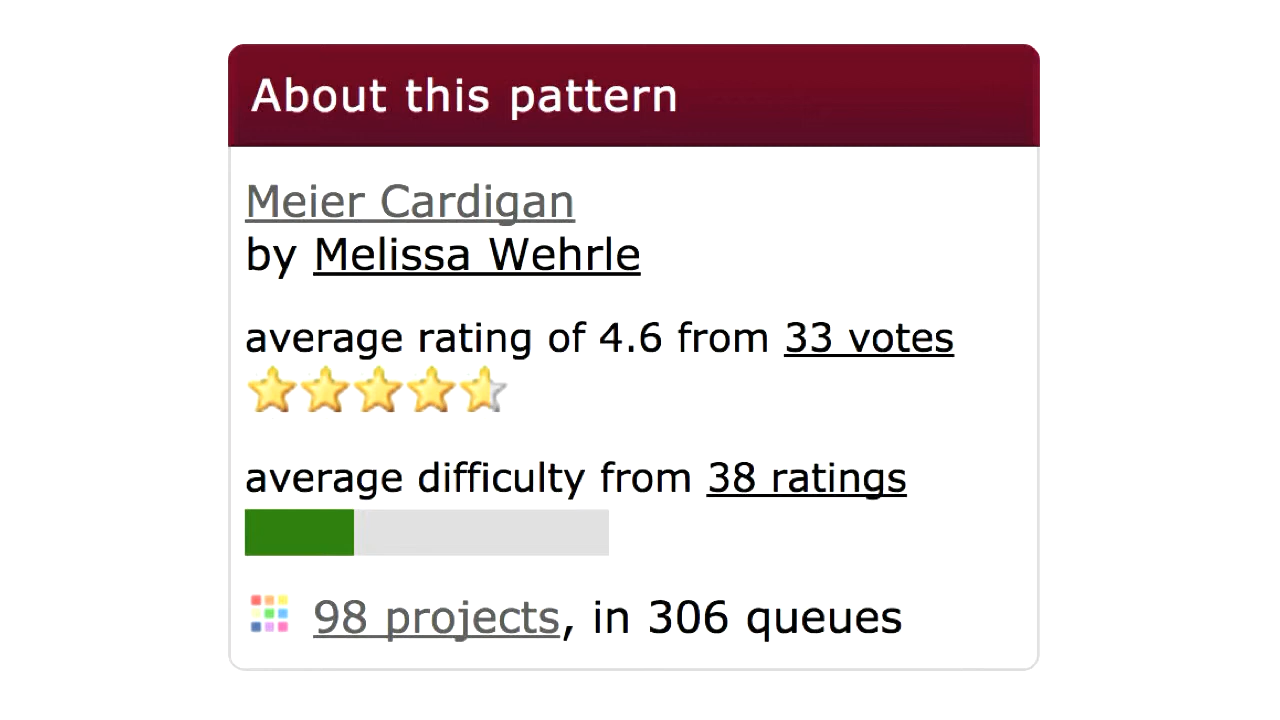 About this pattern
Meier Cardigan
by Melissa Wehrle
average rating of 4.6 from 33 votes
average difficulty from 38 ratings
98 projects, in 306 queues